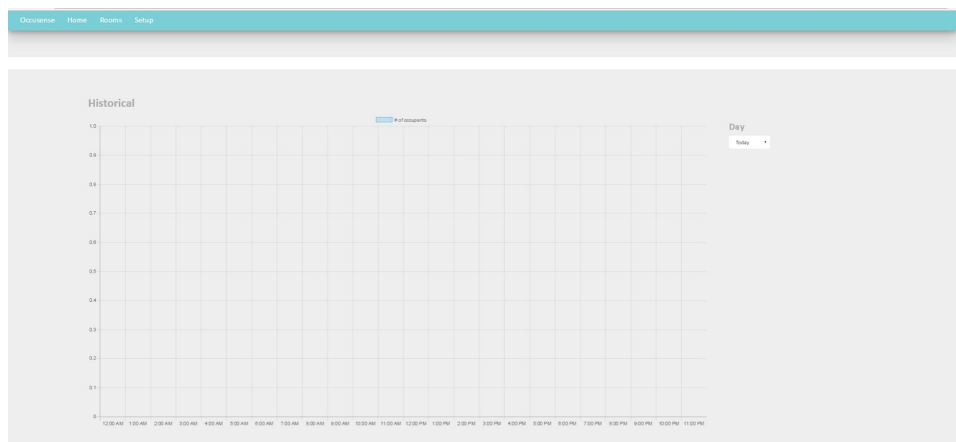 Occusense Home Rooms Setup
Historical
# of occupants
Day
Today
1.0
0.9
0.8
0.7
0.6
0.5
0.4
0.3
0.2
0.1
0
12:00 AM 1:00 AM 2:00 AM 3:00 AM 4:00 AM 5:00 AM 6:00 AM 7:00 AM 8:00 AM 9:00 AM 10:00 AM 11:00 AM 12:00 PM 1:00 PM 2:00 PM 3:00 PM 4:00 PM 5:00 PM 6:00 PM 7:00 PM 8:00 PM 9:00 PM 10:00 PM 11:00 PM